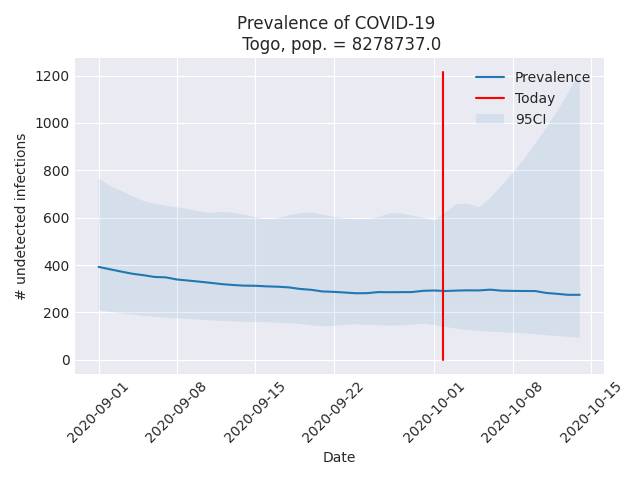 Prevalence of COVID-19
Togo, pop. = 8278737.0
1200
1000
800
600
400
200
0
# undetected infections
Prevalence
Today
95CI
2020-09-01
2020-09-08
2020-09-15
2020-09-22
2020-10-01
2020-10-08
2020-10-15
Date